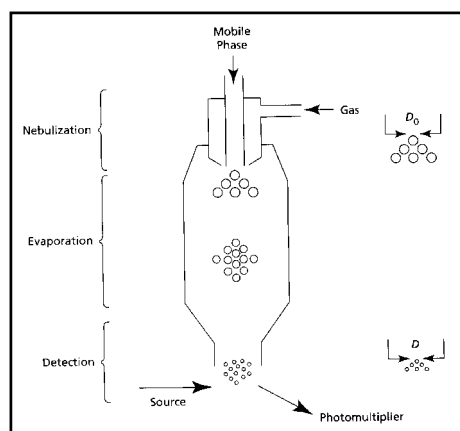 Mobile
Phase
Gas
D0
Nebulization
Evaporation
D
Detection
Source
Photomultiplier